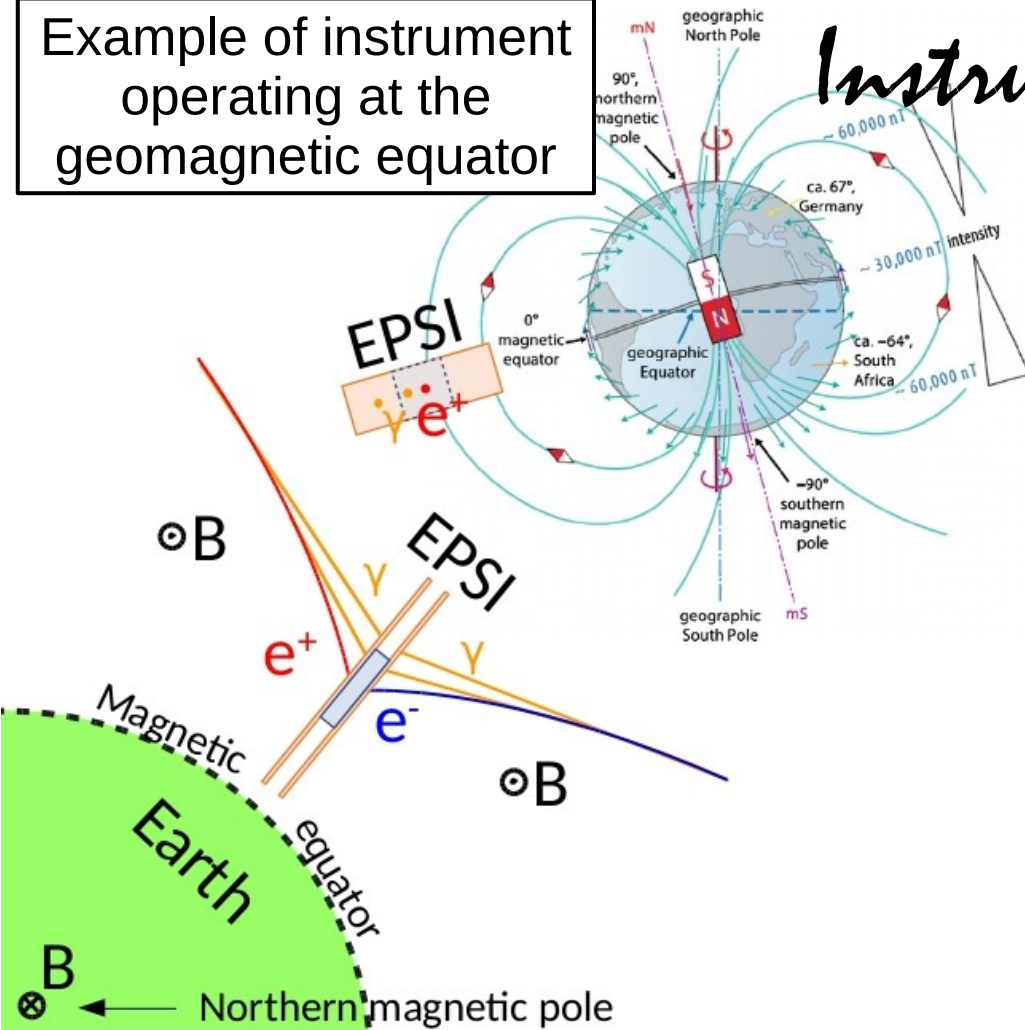 Example of instrument
operating at the
geomagnetic equator
Instru
mN
geographic
North Pole
90°,
northern
magnetic
pole
~ 60,000 nT
ca. 67°,
Germany
~ 30,000 nT intensity
S
N
0°
magnetic
equator
geographic
Equator
ca. −64°,
South
Africa
~ 60,000 nT
−90°
southern
magnetic
pole
geographic
South Pole
mS
EPSI
γ e⁺
⊙B
EPSI
γ
e⁺
γ
e⁻
⊙B
Magnetic
equator
Earth
B
⊗
Northern magnetic pole